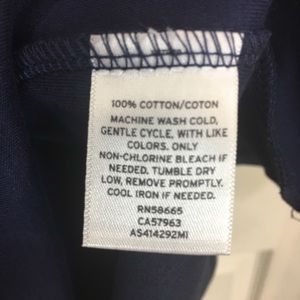 100% COTTON/COTON
MACHINE WASH COLD,
GENTLE CYCLE, WITH LIKE
COLORS. ONLY
NON-CHLORINE BLEACH IF
NEEDED. TUMBLE DRY
LOW, REMOVE PROMPTLY.
COOL IRON IF NEEDED.
RN58665
CA57963
AS414292MI